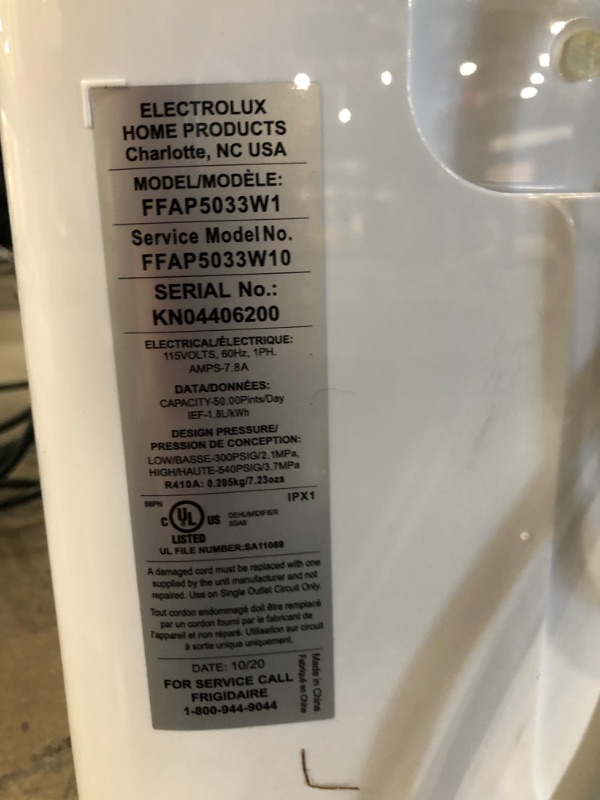 ELECTROLUX
HOME PRODUCTS
Charlotte, NC USA
MODEL/MODÈLE:
FFAP5033W1
Service Model No.
FFAP5033W10
SERIAL No.:
KN04406200
ELECTRICAL/ÉLECTRIQUE:
115VOLTS, 60Hz, 1PH.
AMPS-7.8A
DATA/DONNÉES:
CAPACITY-50.00Pints/Day
IEF-1.8L/kWh
DESIGN PRESSURE/
PRESSION DE CONCEPTION:
LOW/BASSE-300PSIG/2.1MPa,
HIGH/HAUTE-540PSIG/3.7MPa
R410A: 0.205kg/7.23ozs
66PN
IPX1
C UL US
DEHUMIDIFIER
3GA8
LISTED
UL FILE NUMBER:SA11089
A damaged cord must be replaced with one
supplied by the unit manufacturer and not
repaired. Use on Single Outlet Circuit Only.
Tout cordon endommagé doit être remplacé
par un cordon fourni par le fabricant de
l'appareil et non réparé. Utilisation sur circuit
à sortie unique uniquement.
DATE: 10/20
FOR SERVICE CALL
FRIGIDAIRE
1-800-944-9044
Made in China
Fabriqué en Chine